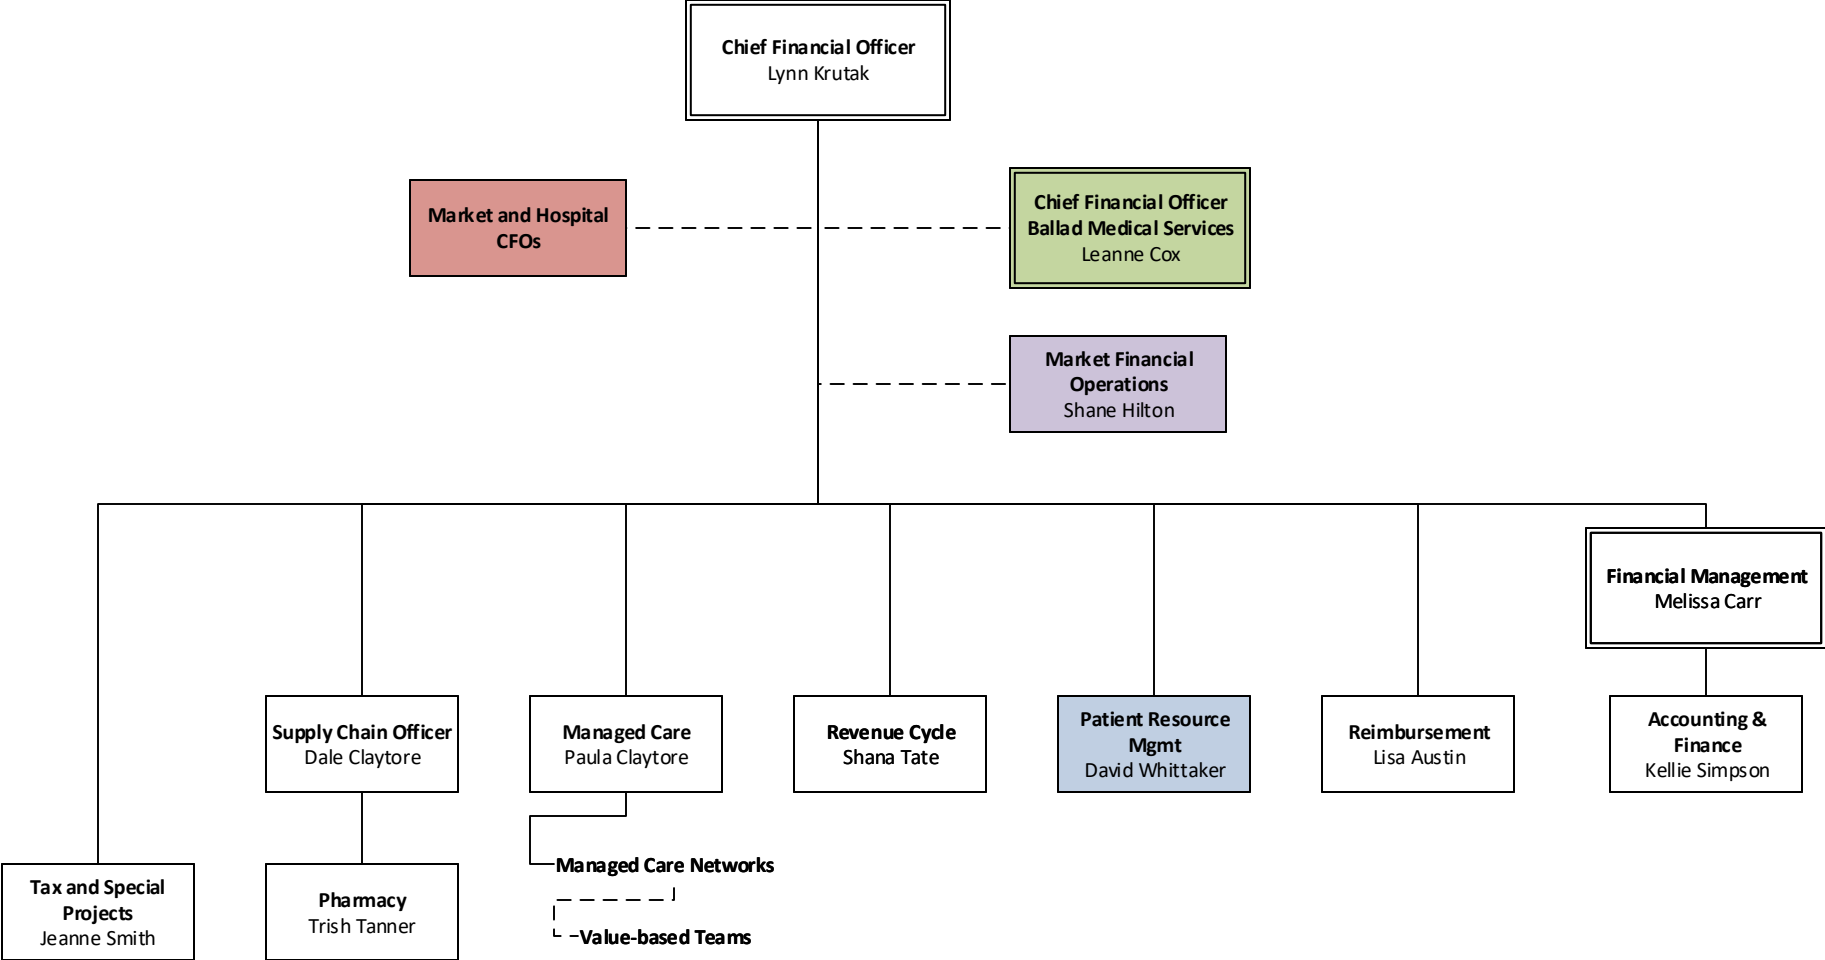 Chief Financial Officer
Lynn Krutak
Market and Hospital
CFOs
Chief Financial Officer
Ballad Medical Services
Leanne Cox
Market Financial
Operations
Shane Hilton
Financial Management
Melissa Carr
Supply Chain Officer
Dale Claytore
Managed Care
Paula Claytore
Revenue Cycle
Shana Tate
Patient Resource
Mgmt
David Whittaker
Reimbursement
Lisa Austin
Accounting &
Finance
Kellie Simpson
Tax and Special
Projects
Jeanne Smith
Pharmacy
Trish Tanner
Managed Care Networks
Value-based Teams